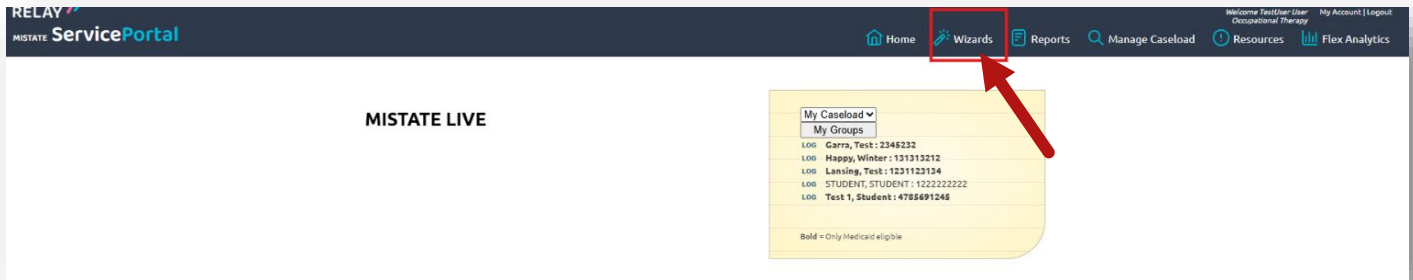 RELAY
MISTATE ServicePortal
Welcome TestUser User
Occupational Therapy
My Account | Logout
Home
Wizards
Reports
Manage Caseload
Resources
Flex Analytics
MISTATE LIVE
My Caseload
My Groups
LOG Garra, Test : 2345232
LOG Happy, Winter : 131313212
LOG Lansing, Test : 1231123134
LOG STUDENT, STUDENT : 1222222222
LOG Test 1, Student : 4785691245
Bold = Only Medicaid eligible